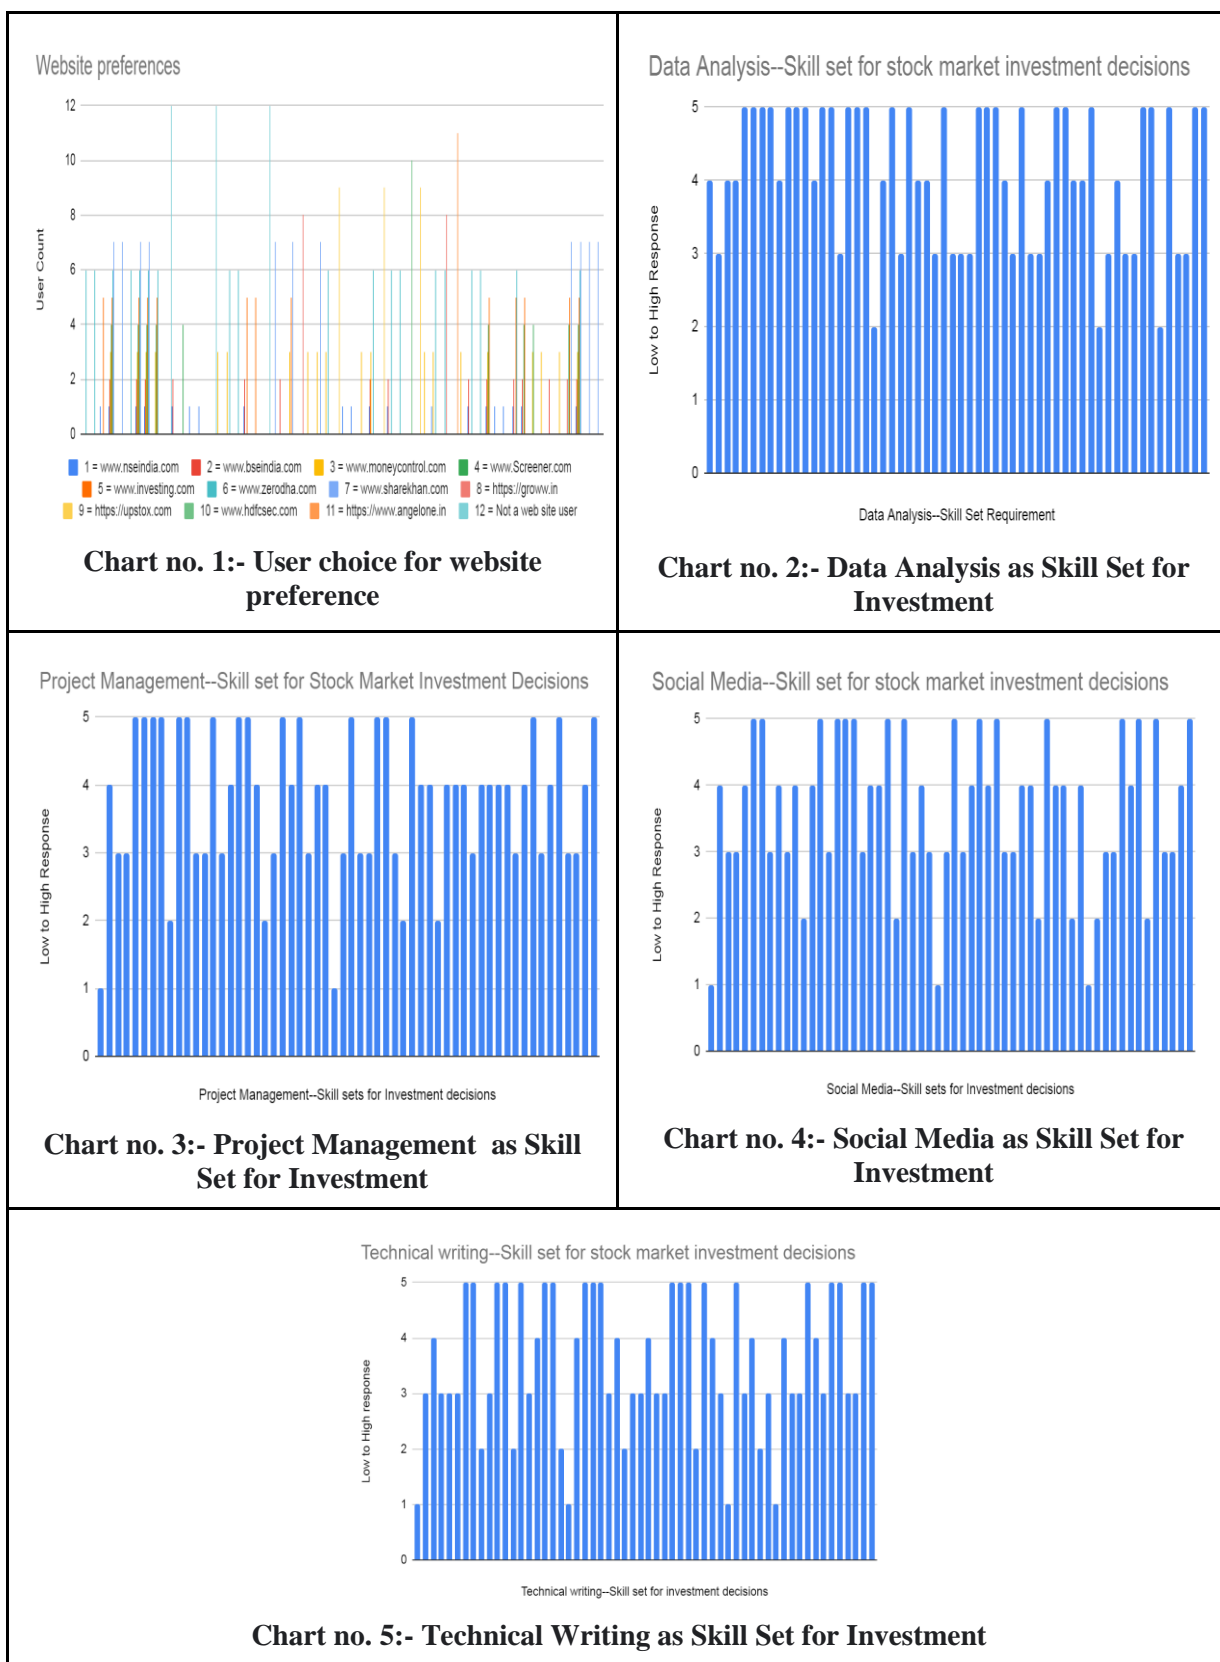 Website preferences
12
10
8
6
4
2
0
User Count
1 = www.nseindia.com 2 = www.bseindia.com 3 = www.moneycontrol.com 4 = www.Screener.com
5 = www.investing.com 6 = www.zerodha.com 7 = www.sharekhan.com 8 = https://groww.in
9 = https://upstox.com 10 = www.hdfcsec.com 11 = https://www.angelone.in 12 = Not a web site user
Chart no. 1:- User choice for website
preference
Data Analysis--Skill set for stock market investment decisions
5
4
3
2
1
0
Low to High Response
Data Analysis--Skill Set Requirement
Chart no. 2:- Data Analysis as Skill Set for
Investment
Project Management--Skill set for Stock Market Investment Decisions
5
4
3
2
1
0
Low to High Response
Project Management--Skill sets for Investment decisions
Chart no. 3:- Project Management as Skill
Set for Investment
Social Media--Skill set for stock market investment decisions
5
4
3
2
1
0
Low to High Response
Social Media--Skill sets for Investment decisions
Chart no. 4:- Social Media as Skill Set for
Investment
Technical writing--Skill set for stock market investment decisions
5
4
3
2
1
0
Low to High response
Technical writing--Skill set for investment decisions
Chart no. 5:- Technical Writing as Skill Set for Investment